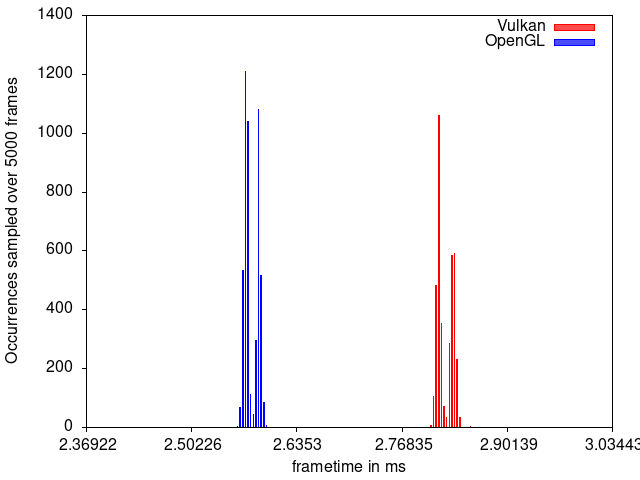 Vulkan
OpenGL
Occurrences sampled over 5000 frames
1400
1200
1000
800
600
400
200
0
2.36922 2.50226 2.6353 2.76835 2.90139 3.03443
frametime in ms